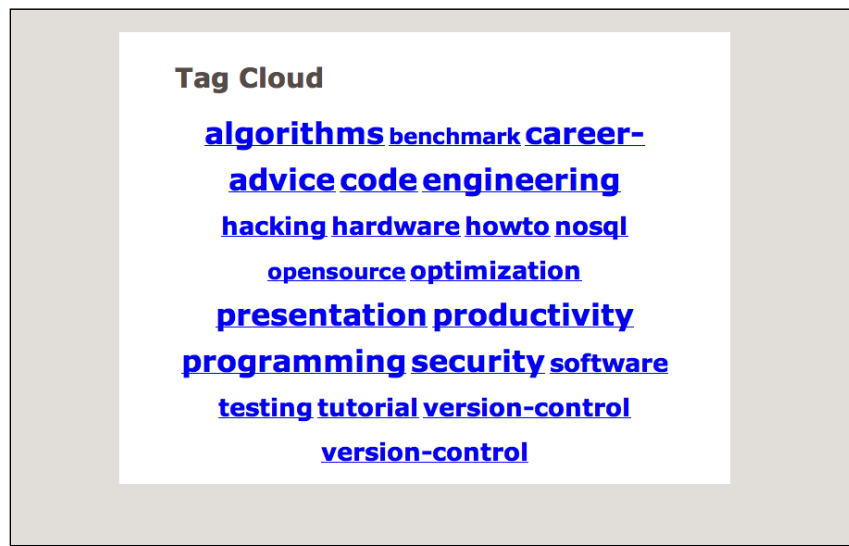 Tag Cloud
algorithms benchmark career-
advice code engineering
hacking hardware howto nosql
opensource optimization
presentation productivity
programming security software
testing tutorial version-control
version-control